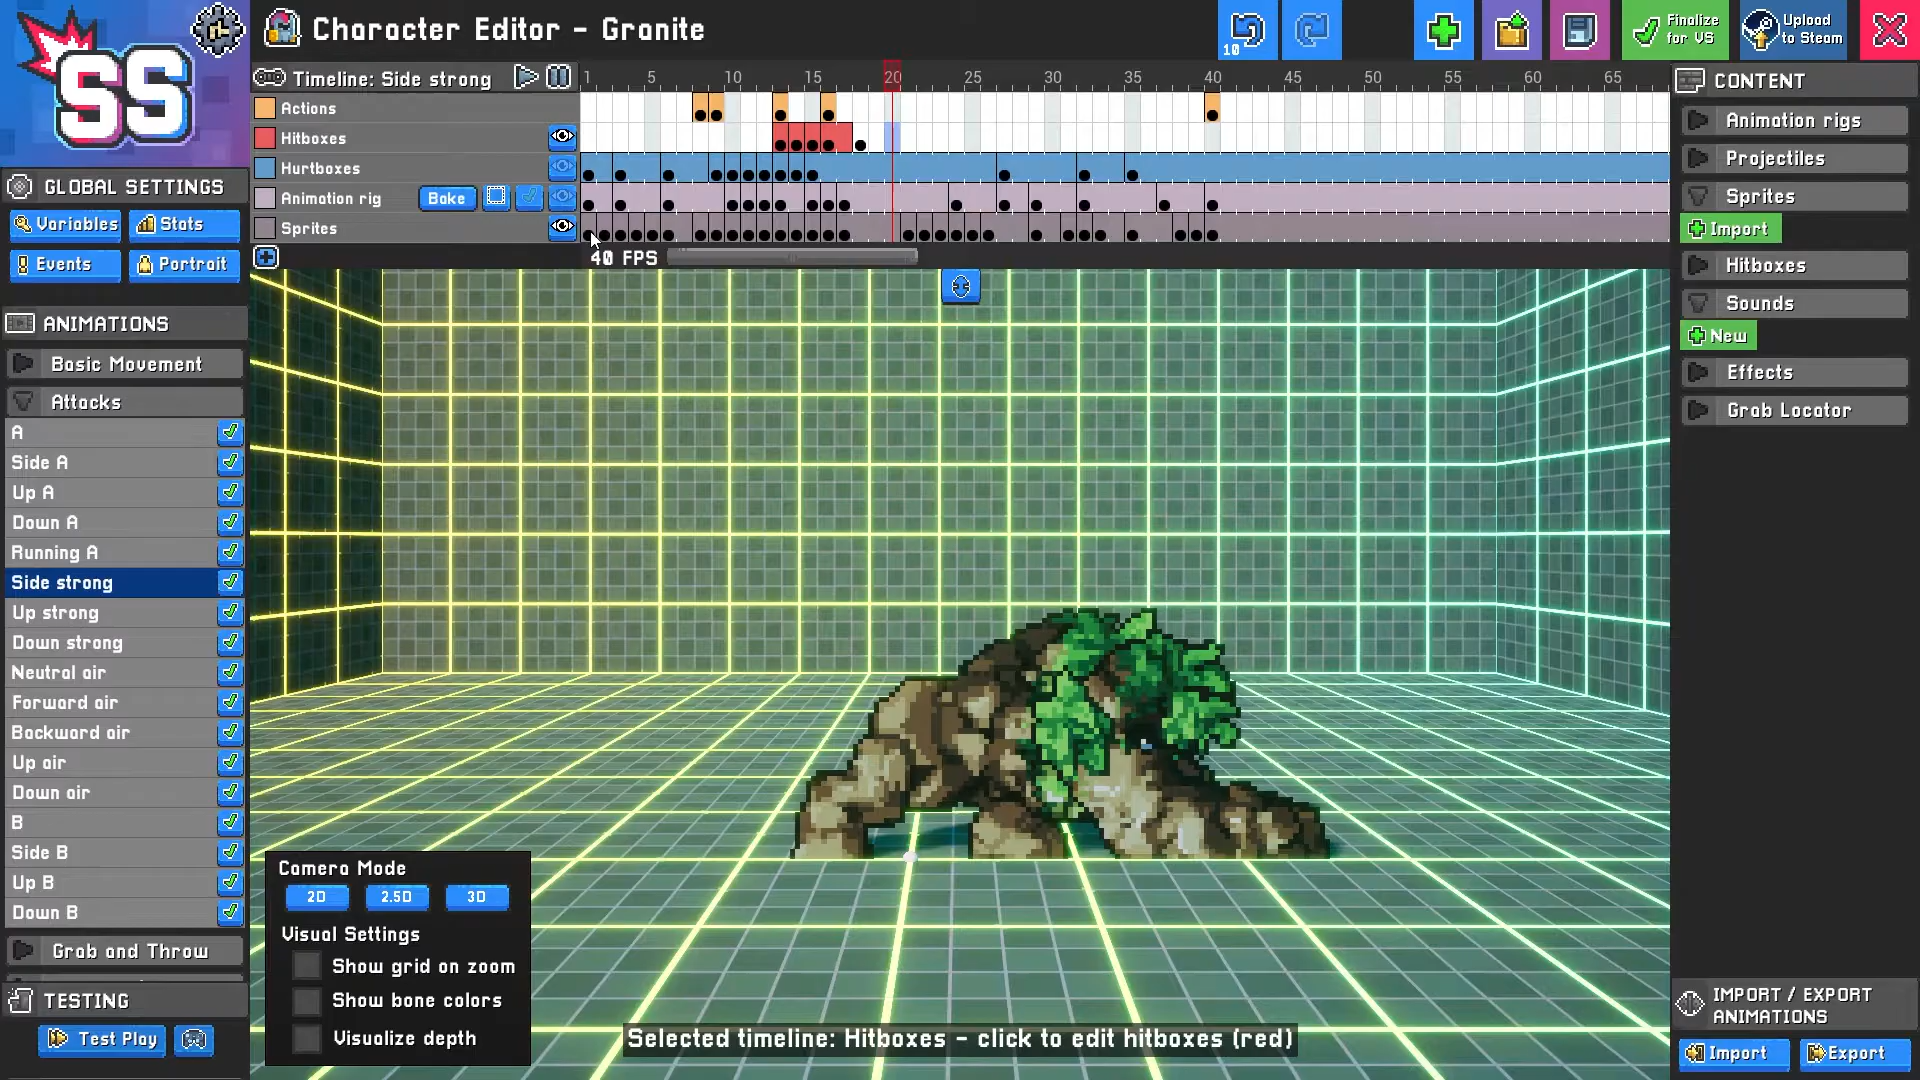 SS
Character Editor - Granite
10
Finalize for VS
Upload to Steam
Timeline: Side strong
1 5 10 15 20 25 30 35 40 45 50 55 60 65
Actions
Hitboxes
Hurtboxes
Animation rig Bake
Sprites
40 FPS
GLOBAL SETTINGS
Variables Stats
Events Portrait
ANIMATIONS
Basic Movement
Attacks
A
Side A
Up A
Down A
Running A
Side strong
Up strong
Down strong
Neutral air
Forward air
Backward air
Up air
Down air
B
Side B
Up B
Down B
Grab and Throw
TESTING
Test Play
Camera Mode
2D 2.5D 3D
Visual Settings
Show grid on zoom
Show bone colors
Visualize depth
Selected timeline: Hitboxes - click to edit hitboxes (red)
CONTENT
Animation rigs
Projectiles
Sprites
Import
Hitboxes
Sounds
New
Effects
Grab Locator
IMPORT / EXPORT
ANIMATIONS
Import Export